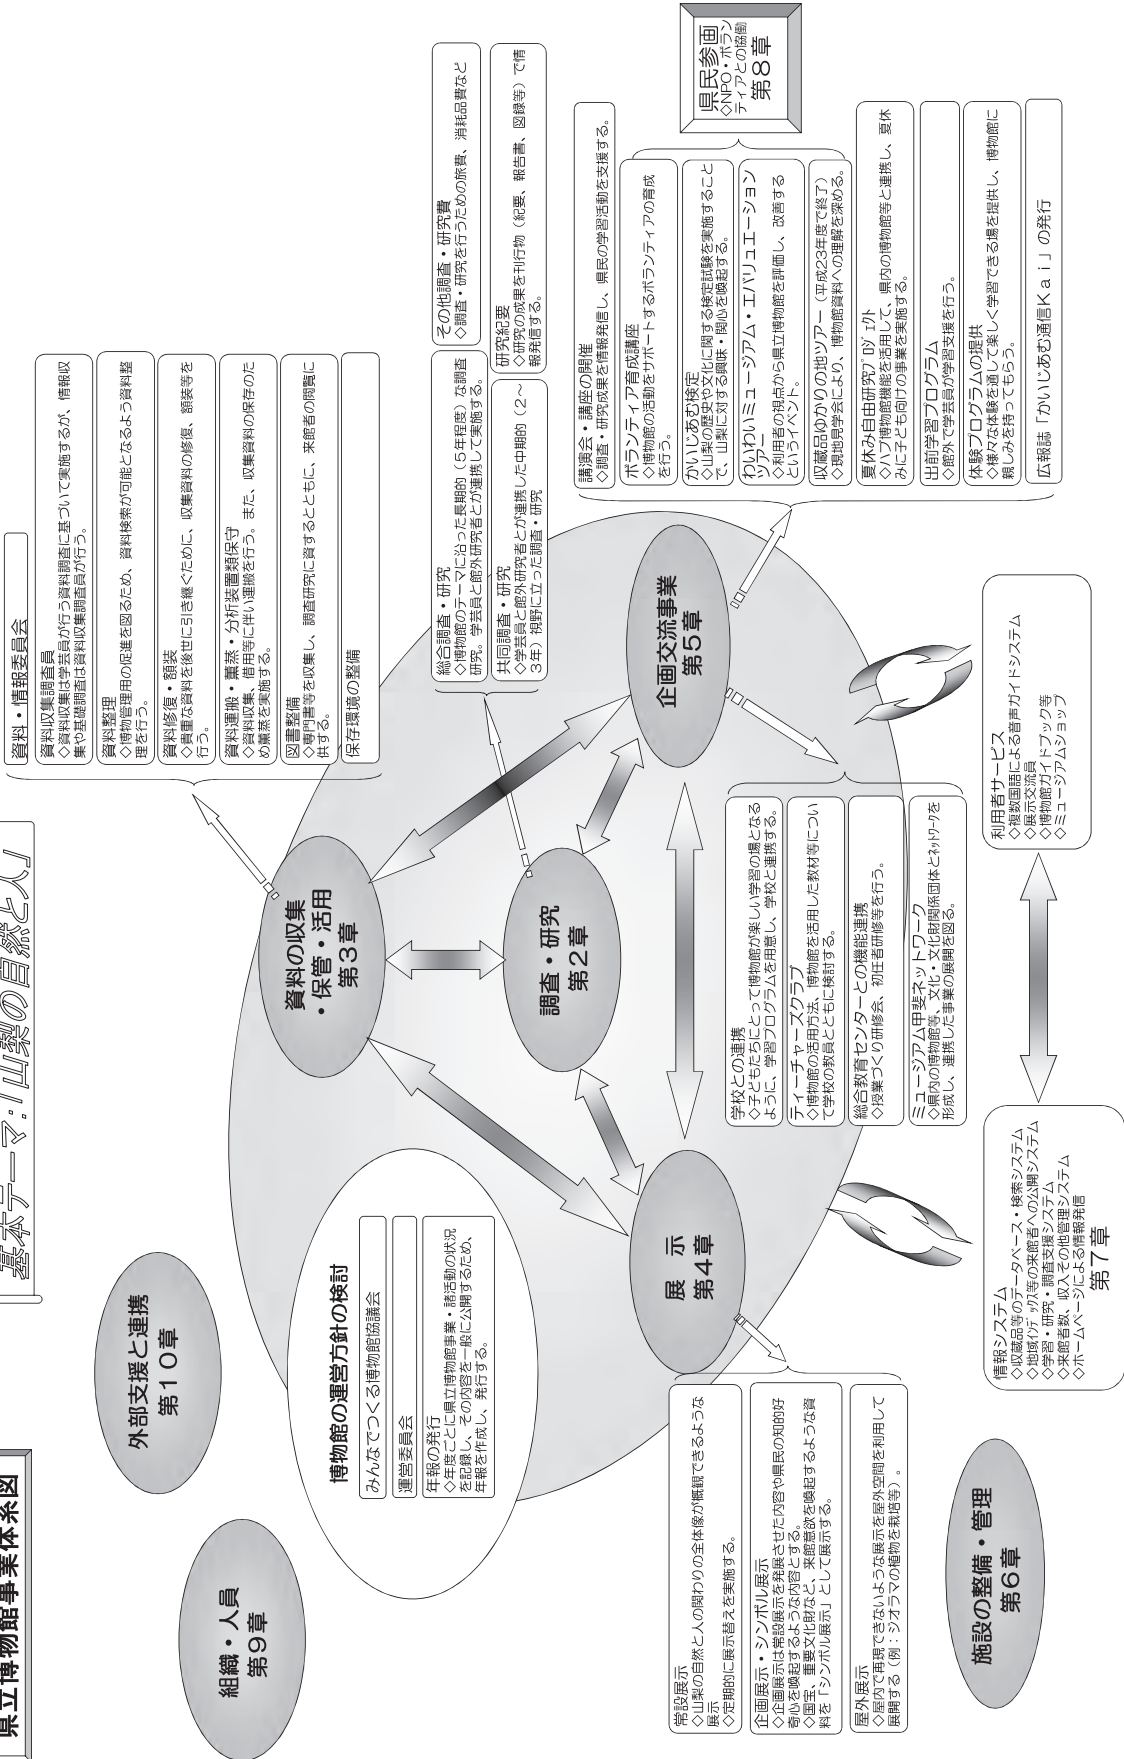 県立博物館事業体系図
基本テーマ：「山梨の自然と人」
組織・人員
第９章
外部支援と連携
第１０章
施設の整備・管理
第６章
博物館の運営方針の検討
みんなでつくる博物館協議会
運営委員会
年報の発行
◇年度ごとに県立博物館事業・諸活動の状況
を記録し、その内容を一般に公開するため、
年報を作成し、発行する。
資料の収集
・保管・活用
第３章
資料・情報委員会
資料収集調査員
◇資料収集は学芸員が行う資料調査に基づいて実施するが、情報収
集や基礎調査は資料収集調査員が行う。
資料整理
◇博物管理用の促進を図るため、資料検索が可能となるよう資料整
理を行う。
資料修復・額装
◇貴重な資料を後世に引き継ぐために、収集資料の修復、額装等を
行う。
資料運搬・薫蒸・分析装置類保守
◇資料収集、借用等に伴い運搬を行う。また、収集資料の保存のた
め薫蒸を実施する。
図書整備
◇専門書等を収集し、調査研究に資するとともに、来館者の閲覧に
供する。
保存環境の整備
調査・研究
第２章
総合調査・研究
◇博物館のテーマに沿った長期的（５年程度）な調査
研究。学芸員と館外研究者とが連携して実施する。
共同調査・研究
◇学芸員と館外研究者とが連携した中期的（２～
３年）視野に立った調査・研究
その他調査・研究費
◇調査・研究を行うための旅費、消耗品費など
研究紀要
◇研究の成果を刊行物（紀要、報告書、図録等）で情
報発信する。
展　示
第４章
常設展示
◇山梨の自然と人の関わりの全体像が概観できるような
展示
◇定期的に展示替えを実施する。
企画展示・シンボル展示
◇企画展示は常設展示を発展させた内容や県民の知的好
奇心を喚起するような内容とする。
◇国宝、重要文化財など、来館意欲を喚起するような資
料を「シンボル展示」として展示する。
屋外展示
◇屋内で再現できないような展示を屋外空間を利用して
展開する（例：ジオラマの植物を栽培等）。
企画交流事業
第５章
学校との連携
◇子どもたちにとって博物館が楽しい学習の場となる
ように、学習プログラムを用意し、学校と連携する。
ティーチャーズクラブ
◇博物館の活用方法、博物館を活用した教材等につい
て学校の教員とともに検討する。
総合教育センターとの機能連携
◇授業づくり研修会、初任者研修等を行う。
ミュージアム甲斐ネットワーク
◇県内の博物館等、文化・文化財関係団体とﾈｯﾄﾜｰｸを
形成し、連携した事業の展開を図る。
講演会・講座の開催
◇調査・研究成果を情報発信し、県民の学習活動を支援する。
ボランティア育成講座
◇博物館の活動をサポートするボランティアの育成
を行う。
かいじあむ検定
◇山梨の歴史や文化に関する検定試験を実施すること
で、山梨に対する興味・関心を喚起する。
わいわいミュージアム・エバリュエーション
ツアー
◇利用者の視点から県立博物館を評価し、改善する
というイベント。
収蔵品ゆかりの地ツアー（平成23年度で終了）
◇現地見学会により、博物館資料への理解を深める。
夏休み自由研究ﾌﾟﾛｼﾞｪｸﾄ
◇ハブ博物館機能を活用して、県内の博物館等と連携し、夏休
みに子ども向けの事業を実施する。
出前学習プログラム
◇館外で学芸員が学習支援を行う。
体験プログラムの提供
◇様々な体験を通して楽しく学習できる場を提供し、博物館に
親しみを持ってもらう。
広報誌「かいじあむ通信Ｋａｉ」の発行
県民参画
◇NPO・ボラン
ティアとの協働
第８章
情報システム
◇収蔵品等のデータベース・検索システム
◇地域ｲﾝﾃﾞｯｸｽ等の来館者への公開システム
◇学習・研究・調査支援システム
◇来館者数、収入その他管理システム
◇ホームページによる情報発信
第７章
利用者サービス
◇複数国語による音声ガイドシステム
◇展示交流員
◇博物館ガイドブック等
◇ミュージアムショップ